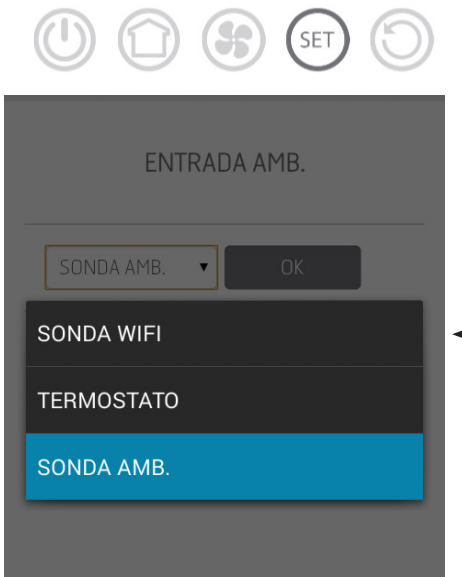 SET
ENTRADA AMB.
SONDA AMB. OK
SONDA WIFI
TERMOSTATO
SONDA AMB.